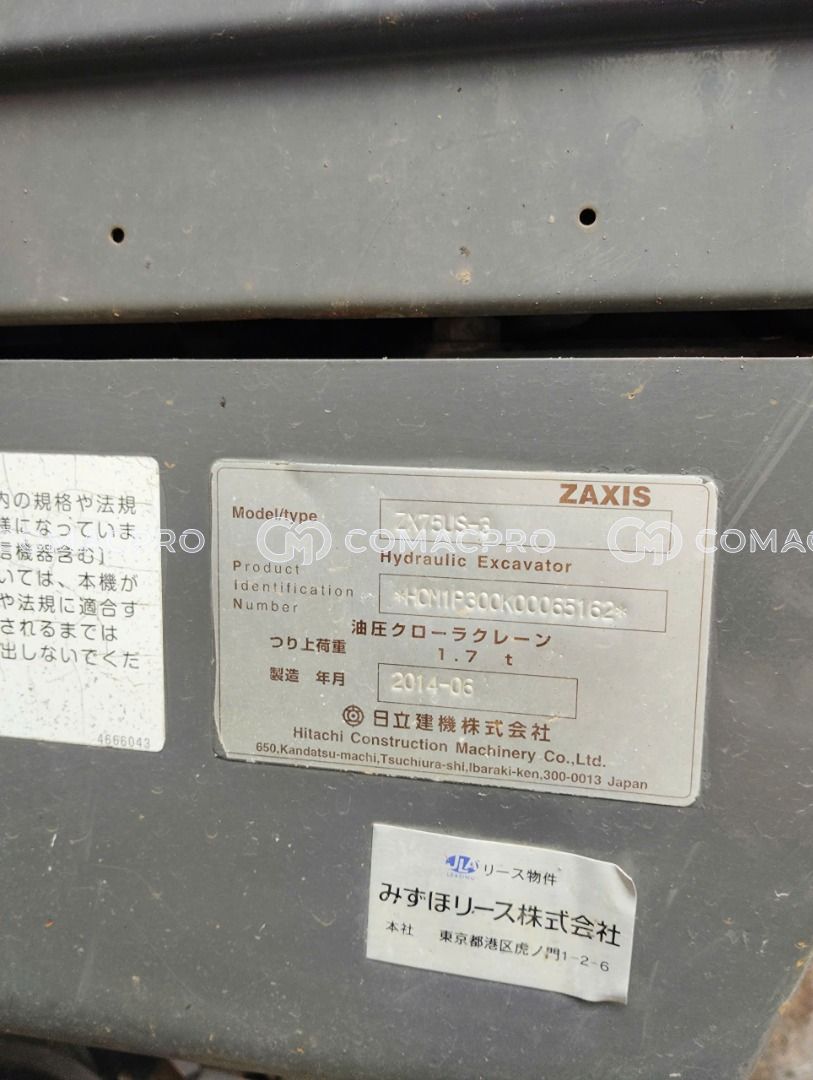 内の規格や法規
様になっていま
信機器含む]
いては、本機が
や法規に適合す
されるまでは
出しないでくだ
4666043
ZAXIS
Model/type ZX75US-3
Hydraulic Excavator
Product
Identification
Number
*HCM1P300K00065162*
油圧クローラクレーン
つり上荷重 1.7 t
製造 年月 2014-06
日立建機株式会社
Hitachi Construction Machinery Co.,Ltd.
650,Kandatsu-machi,Tsuchiura-shi,Ibaraki-ken,300-0013 Japan
JLA リース物件
LEASING
みずほリース株式会社
本社 東京都港区虎ノ門1-2-6
COMACPRO COMACPRO COMACPRO